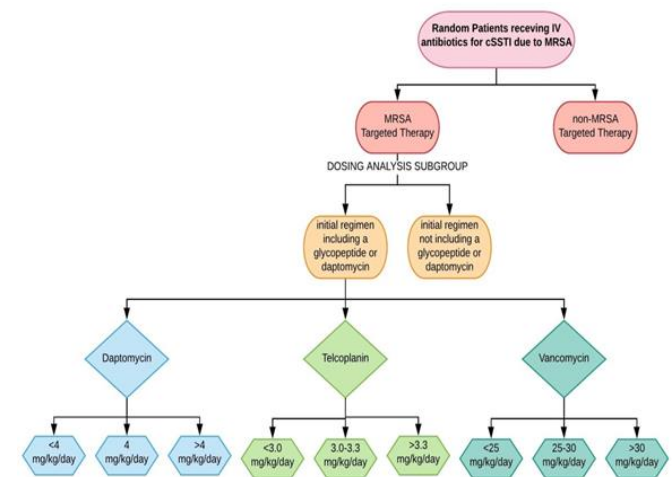 Random Patients receving IV
antibiotics for cSSTI due to MRSA
MRSA
Targeted Therapy
non-MRSA
Targeted Therapy
DOSING ANALYSIS SUBGROUP
initial regimen
including a
glycopeptide or
daptomycin
initial regimen
not including a
glycopeptide or
daptomycin
Daptomycin
Telcoplanin
Vancomycin
<4
mg/kg/day
4
mg/kg/day
>4
mg/kg/day
<3.0
mg/kg/day
3.0-3.3
mg/kg/day
>3.3
mg/kg/day
<25
mg/kg/day
25-30
mg/kg/day
>30
mg/kg/day